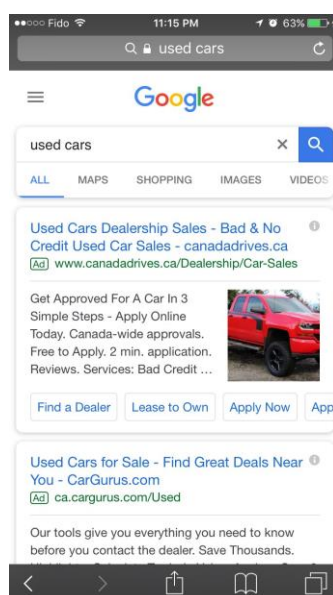 Fido 11:15 PM 63%
used cars
Google
used cars
ALL MAPS SHOPPING IMAGES VIDEOS
Used Cars Dealership Sales - Bad & No
Credit Used Car Sales - canadadrives.ca
Ad www.canadadrives.ca/Dealership/Car-Sales
Get Approved For A Car In 3
Simple Steps - Apply Online
Today. Canada-wide approvals.
Free to Apply. 2 min. application.
Reviews. Services: Bad Credit ...
Find a Dealer Lease to Own Apply Now App
Used Cars for Sale - Find Great Deals Near
You - CarGurus.com
Ad ca.cargurus.com/Used
Our tools give you everything you need to know
before you contact the dealer. Save Thousands.